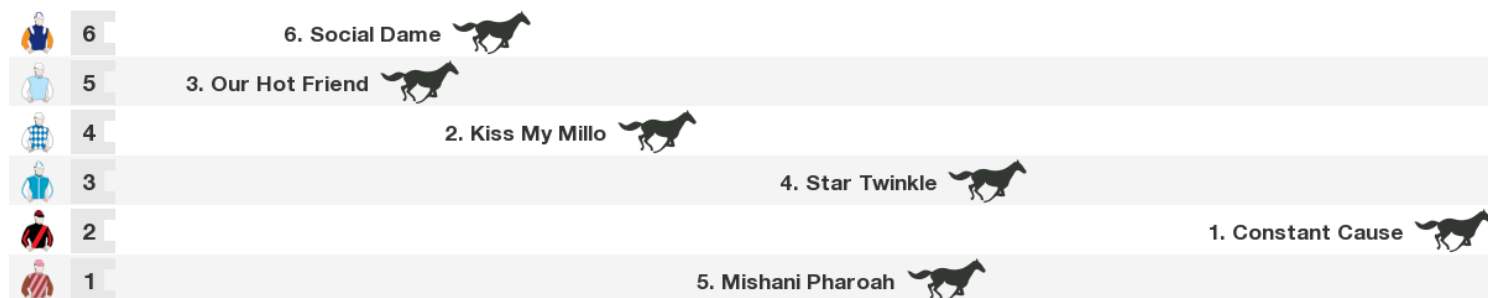 6 6. Social Dame
5 3. Our Hot Friend
4 2. Kiss My Millo
3 4. Star Twinkle
2 1. Constant Cause
1 5. Mishani Pharoah